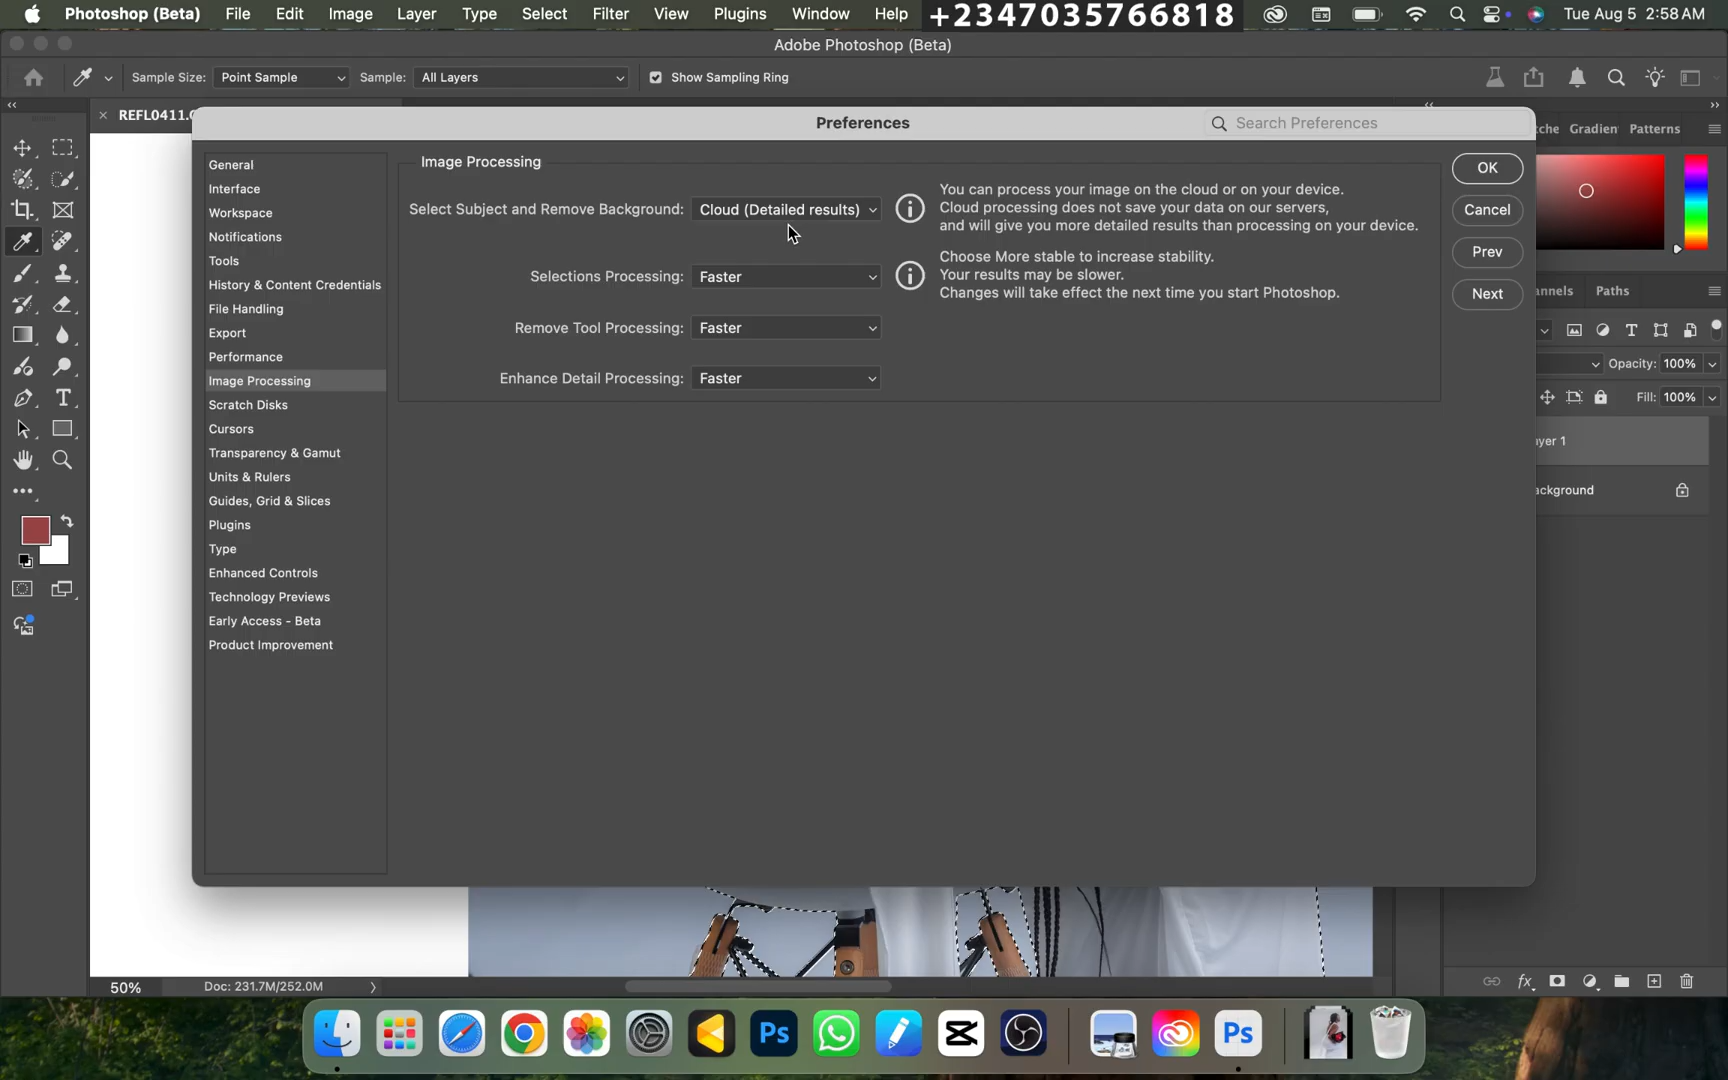 Photoshop (Beta) File Edit Image Layer Type Select Filter View Plugins Window Help +2347035766818 Tue Aug 5 2:58 AM
Adobe Photoshop (Beta)
Sample Size: Point Sample Sample: All Layers Show Sampling Ring
REFL0411.
Preferences
Search Preferences
Gradien Patterns
General
Interface
Workspace
Notifications
Tools
History & Content Credentials
File Handling
Export
Performance
Image Processing
Scratch Disks
Cursors
Transparency & Gamut
Units & Rulers
Guides, Grid & Slices
Plugins
Type
Enhanced Controls
Technology Previews
Early Access - Beta
Product Improvement
Image Processing
Select Subject and Remove Background: Cloud (Detailed results)
You can process your image on the cloud or on your device.
Cloud processing does not save your data on our servers,
and will give you more detailed results than processing on your device.
Selections Processing: Faster
Choose More stable to increase stability.
Your results may be slower.
Changes will take effect the next time you start Photoshop.
Remove Tool Processing: Faster
Enhance Detail Processing: Faster
OK
Cancel
Prev
Next
annels Paths
Opacity: 100%
Fill: 100%
yer 1
ackground
50% Doc: 231.7M/252.0M
fx
Ps
Ps